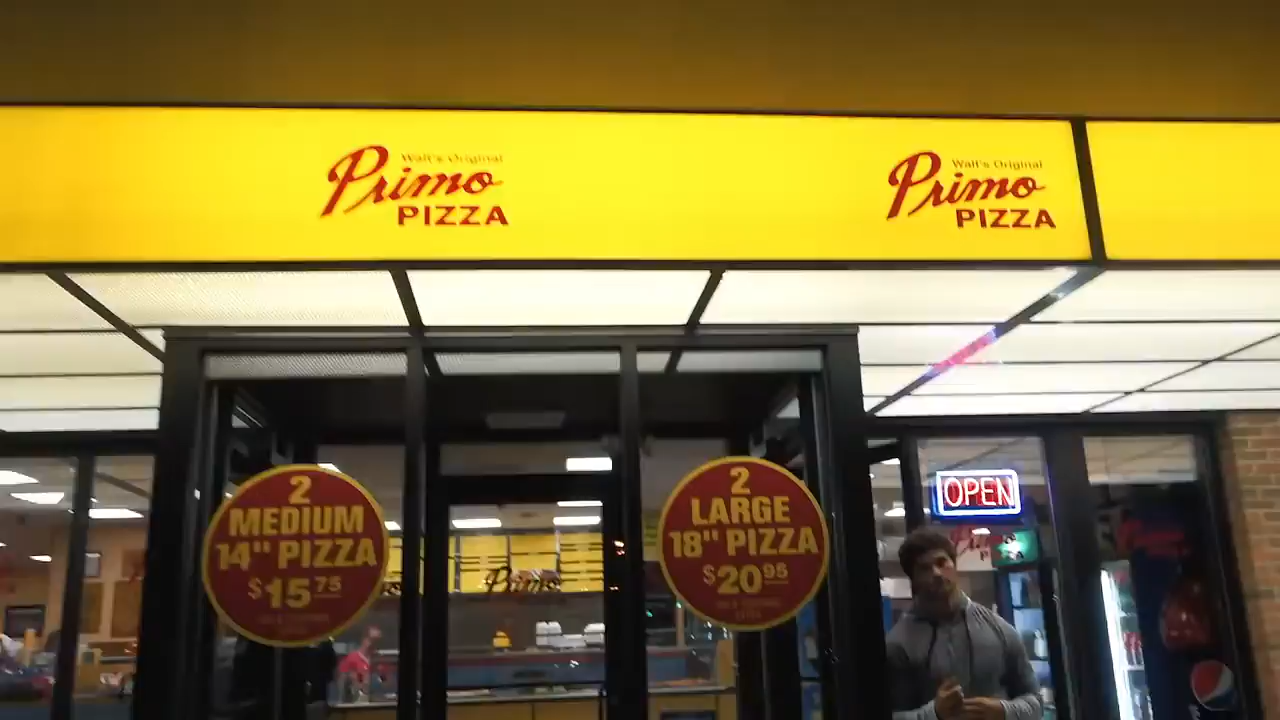 Walt's Original
Primo
PIZZA
Walt's Original
Primo
PIZZA
2
MEDIUM
14" PIZZA
$15.75
2
LARGE
18" PIZZA
$20.95
OPEN
Primo